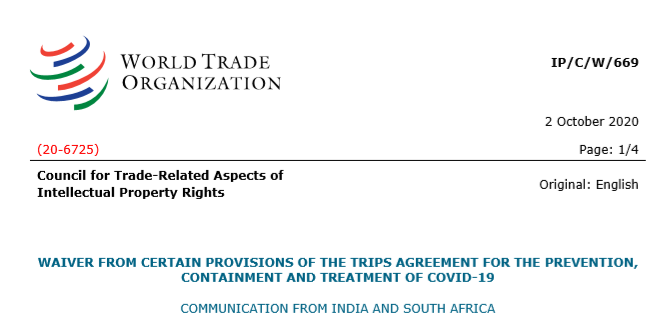 WORLD TRADE
ORGANIZATION
IP/C/W/669
2 October 2020
(20-6725)
Page: 1/4
Council for Trade-Related Aspects of
Intellectual Property Rights
Original: English
WAIVER FROM CERTAIN PROVISIONS OF THE TRIPS AGREEMENT FOR THE PREVENTION,
CONTAINMENT AND TREATMENT OF COVID-19
COMMUNICATION FROM INDIA AND SOUTH AFRICA